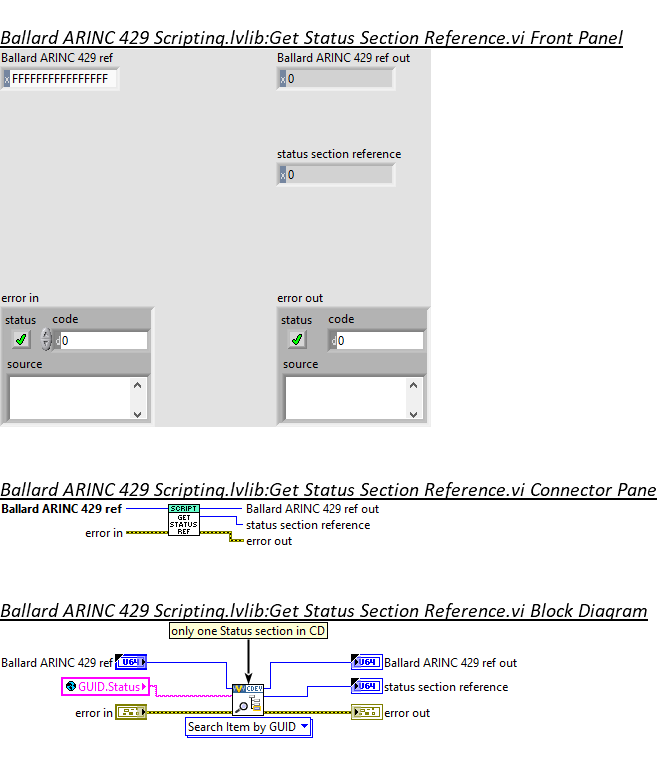 Ballard ARINC 429 Scripting.lvlib:Get Status Section Reference.vi Front Panel
Ballard ARINC 429 ref
Ballard ARINC 429 ref out
x FFFFFFFFFFFFFFFF
x 0
status section reference
x 0
error in
error out
status code
status code
d 0
d 0
source
source
Ballard ARINC 429 Scripting.lvlib:Get Status Section Reference.vi Connector Pane
Ballard ARINC 429 ref
SCRIPT
GET
STATUS
REF
Ballard ARINC 429 ref out
status section reference
error in
error out
Ballard ARINC 429 Scripting.lvlib:Get Status Section Reference.vi Block Diagram
only one Status section in CD
Ballard ARINC 429 ref
U64
U64
Ballard ARINC 429 ref out
GUID.Status
CDEV
U64
status section reference
error in
error out
Search Item by GUID